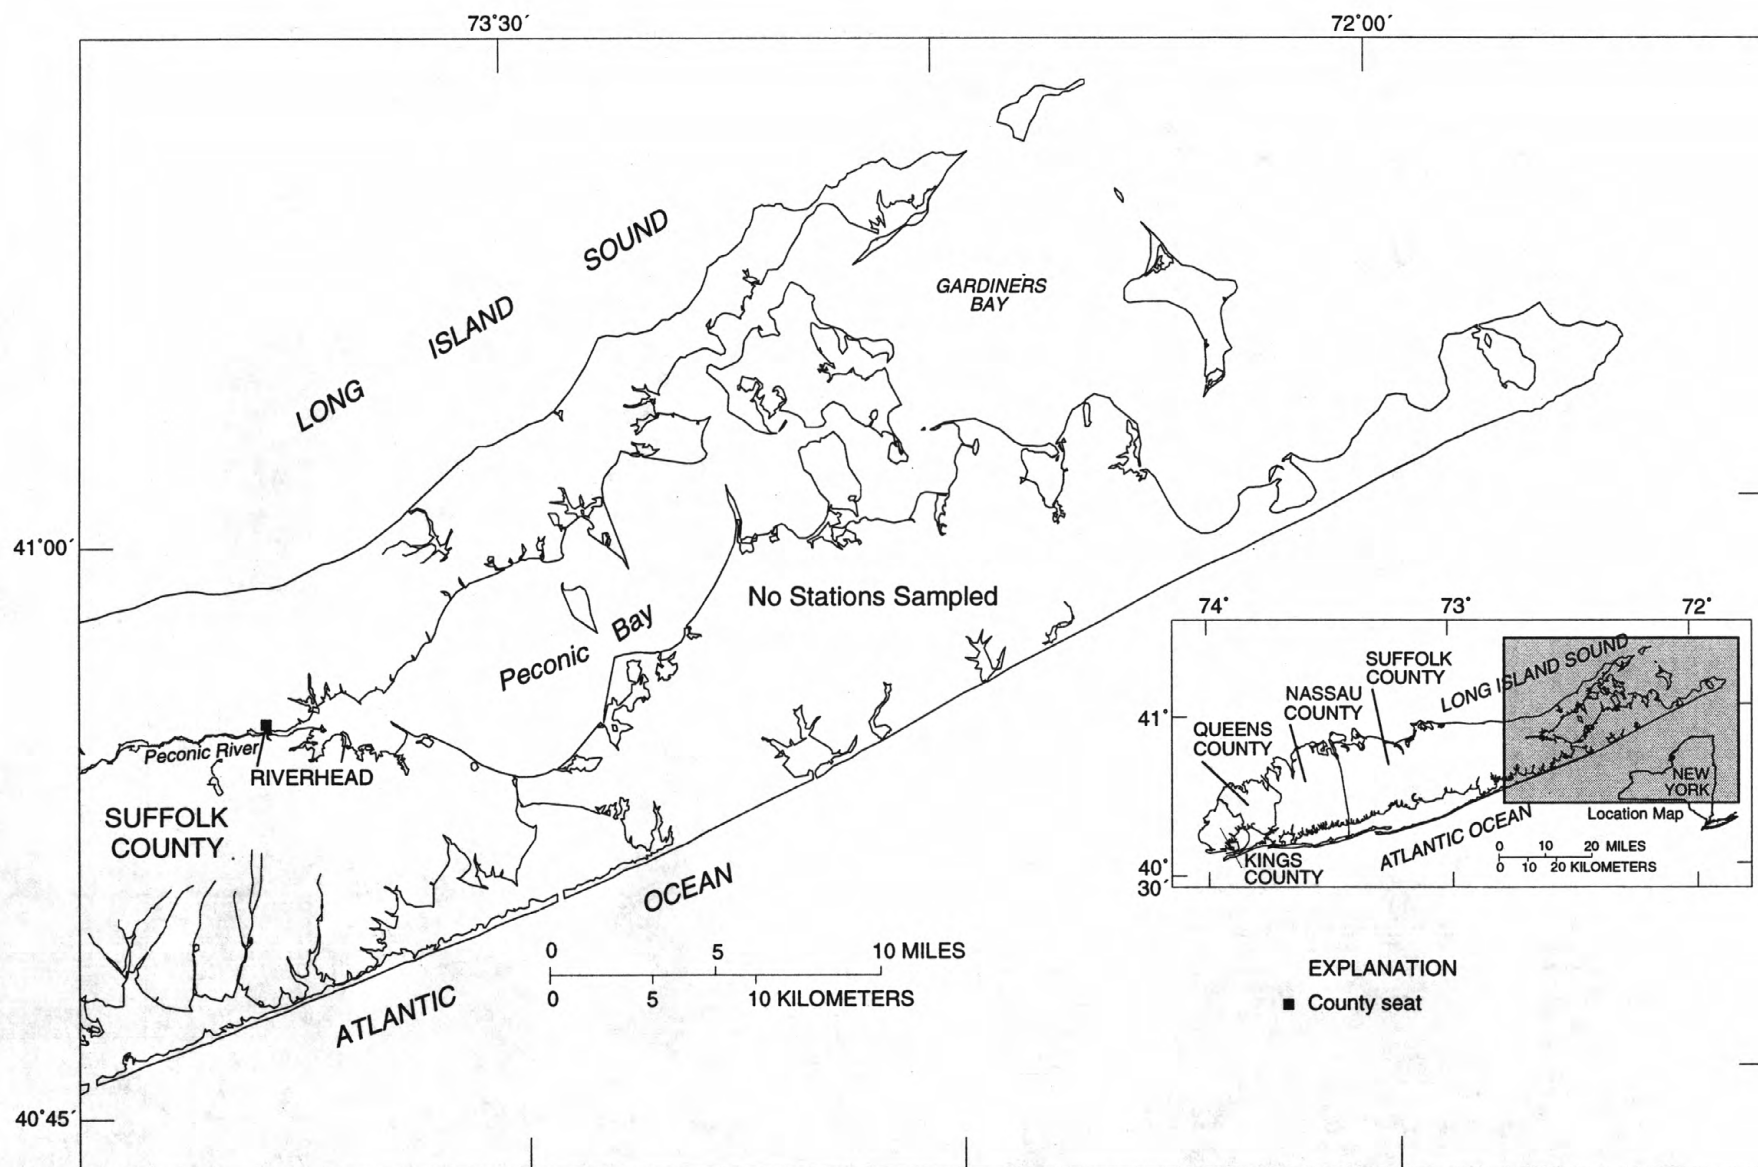 73°30′
72°00′
LONG ISLAND SOUND
GARDINERS
BAY
41°00′
No Stations Sampled
Peconic Bay
Peconic River
RIVERHEAD
SUFFOLK
COUNTY
ATLANTIC OCEAN
0 5 10 MILES
0 5 10 KILOMETERS
40°45′
74°
73°
72°
SUFFOLK
COUNTY
LONG ISLAND SOUND
NASSAU
COUNTY
41°
QUEENS
COUNTY
NEW
YORK
Location Map
ATLANTIC OCEAN
KINGS
COUNTY
0 10 20 MILES
0 10 20 KILOMETERS
40°
30′
EXPLANATION
County seat